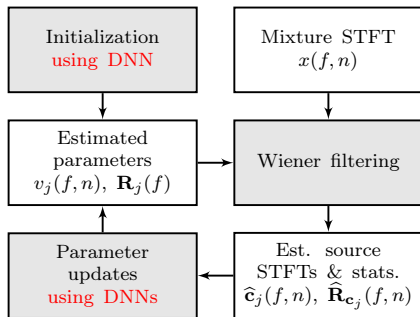 Initialization
using DNN
Mixture STFT
x(f, n)
Estimated
parameters
v_j(f, n), R_j(f)
Wiener filtering
Parameter
updates
using DNNs
Est. source
STFTs & stats.
ĉ_j(f, n), R̂_{c_j}(f, n)